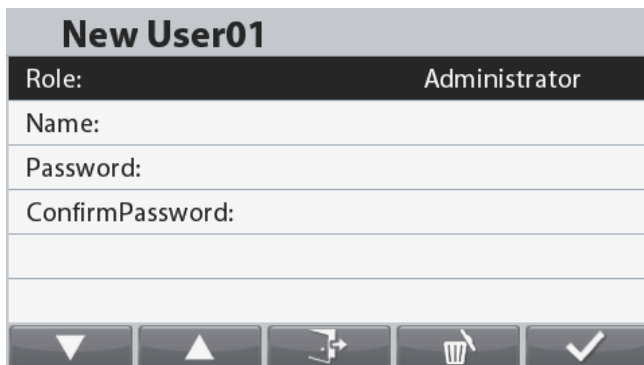 New User01
Role: Administrator
Name:
Password:
ConfirmPassword: